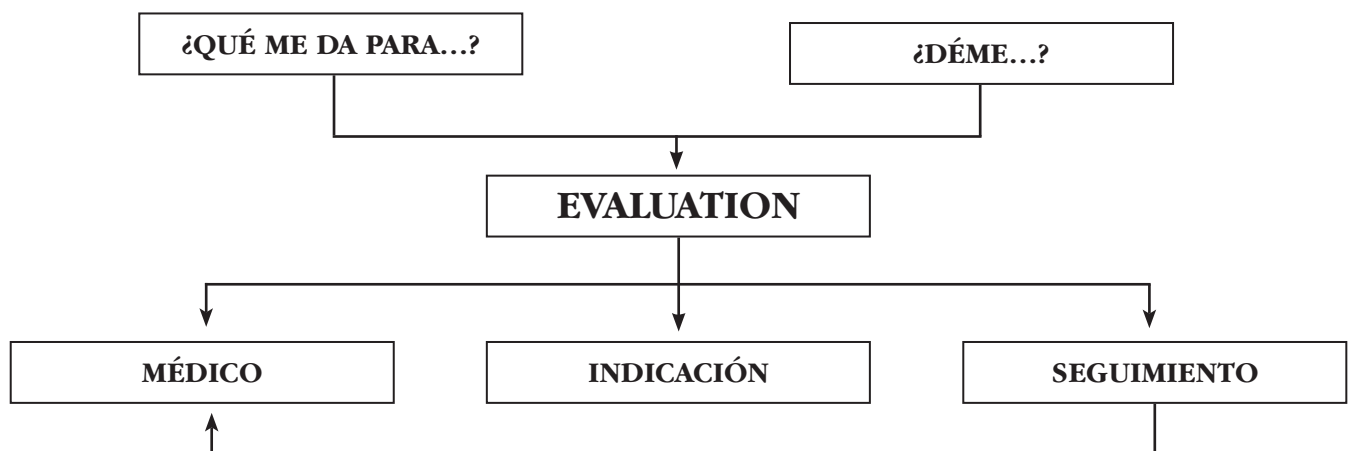 ¿QUÉ ME DA PARA...?
¿DÉME...?
EVALUATION
MÉDICO
INDICACIÓN
SEGUIMIENTO